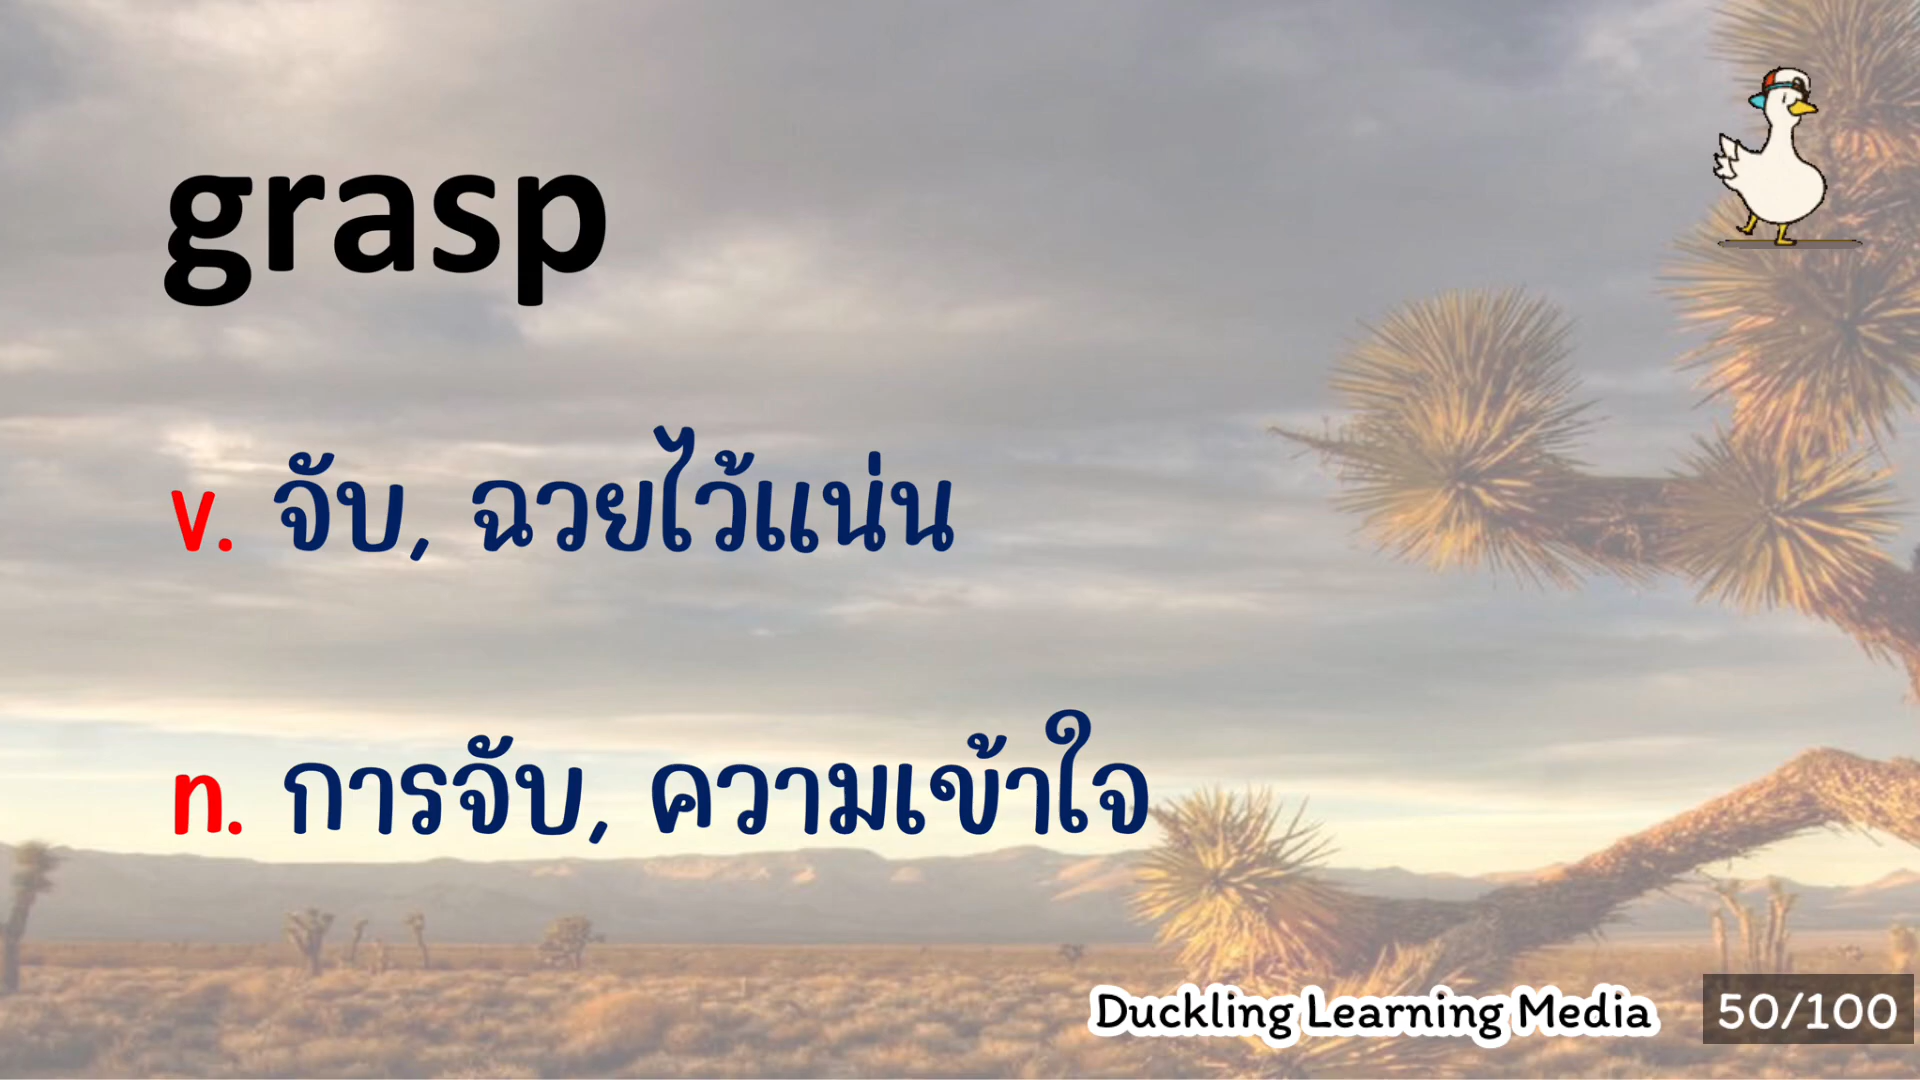 grasp
v. จับ, ฉวยไว้แน่น
n. การจับ, ความเข้าใจ
Duckling Learning Media
50/100